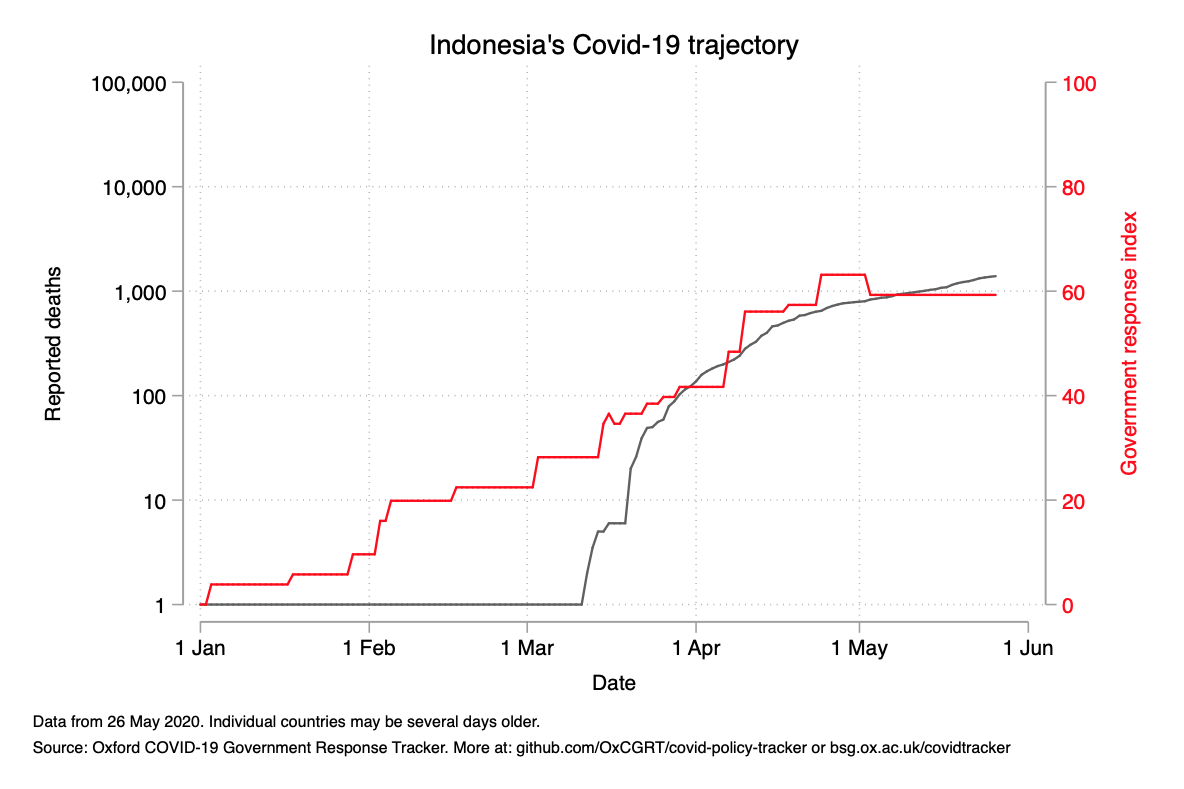 Indonesia's Covid-19 trajectory
100,000
10,000
1,000
100
10
1
Reported deaths
100
80
60
40
20
0
Government response index
1 Jan
1 Feb
1 Mar
1 Apr
1 May
1 Jun
Date
Data from 26 May 2020. Individual countries may be several days older.
Source: Oxford COVID-19 Government Response Tracker. More at: github.com/OxCGRT/covid-policy-tracker or bsg.ox.ac.uk/covidtracker